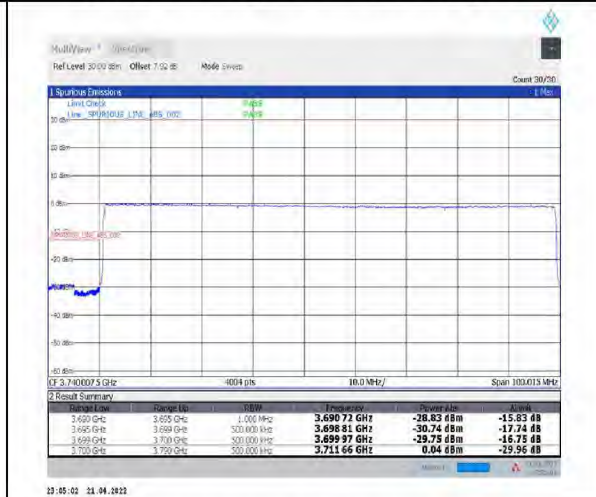 MultiView
Ref Level 30.00 dBm Offset 7.92 dB Mode Sweep
Count 30/30
1 Spurious Emissions
1 Max
Limit Check PASS
Line _SPURIOUS_LINE_ABS_002 PASS
20 dBm
10 dBm
0 dBm
-20 dBm
-40 dBm
-50 dBm
-60 dBm
CF 3.7400075 GHz 4004 pts 10.0 MHz/ Span 100.015 MHz
2 Result Summary
Range Low Range Up RBW Frequency Power Abs
3.690 GHz 3.695 GHz 1.000 MHz 3.690 72 GHz -28.83 dBm -15.83 dB
3.695 GHz 3.699 GHz 500.000 kHz 3.698 81 GHz -30.74 dBm -17.74 dB
3.699 GHz 3.700 GHz 500.000 kHz 3.699 97 GHz -29.75 dBm -16.75 dB
3.700 GHz 3.790 GHz 500.000 kHz 3.711 66 GHz 0.04 dBm -29.96 dB
23:05:02 21.04.2023